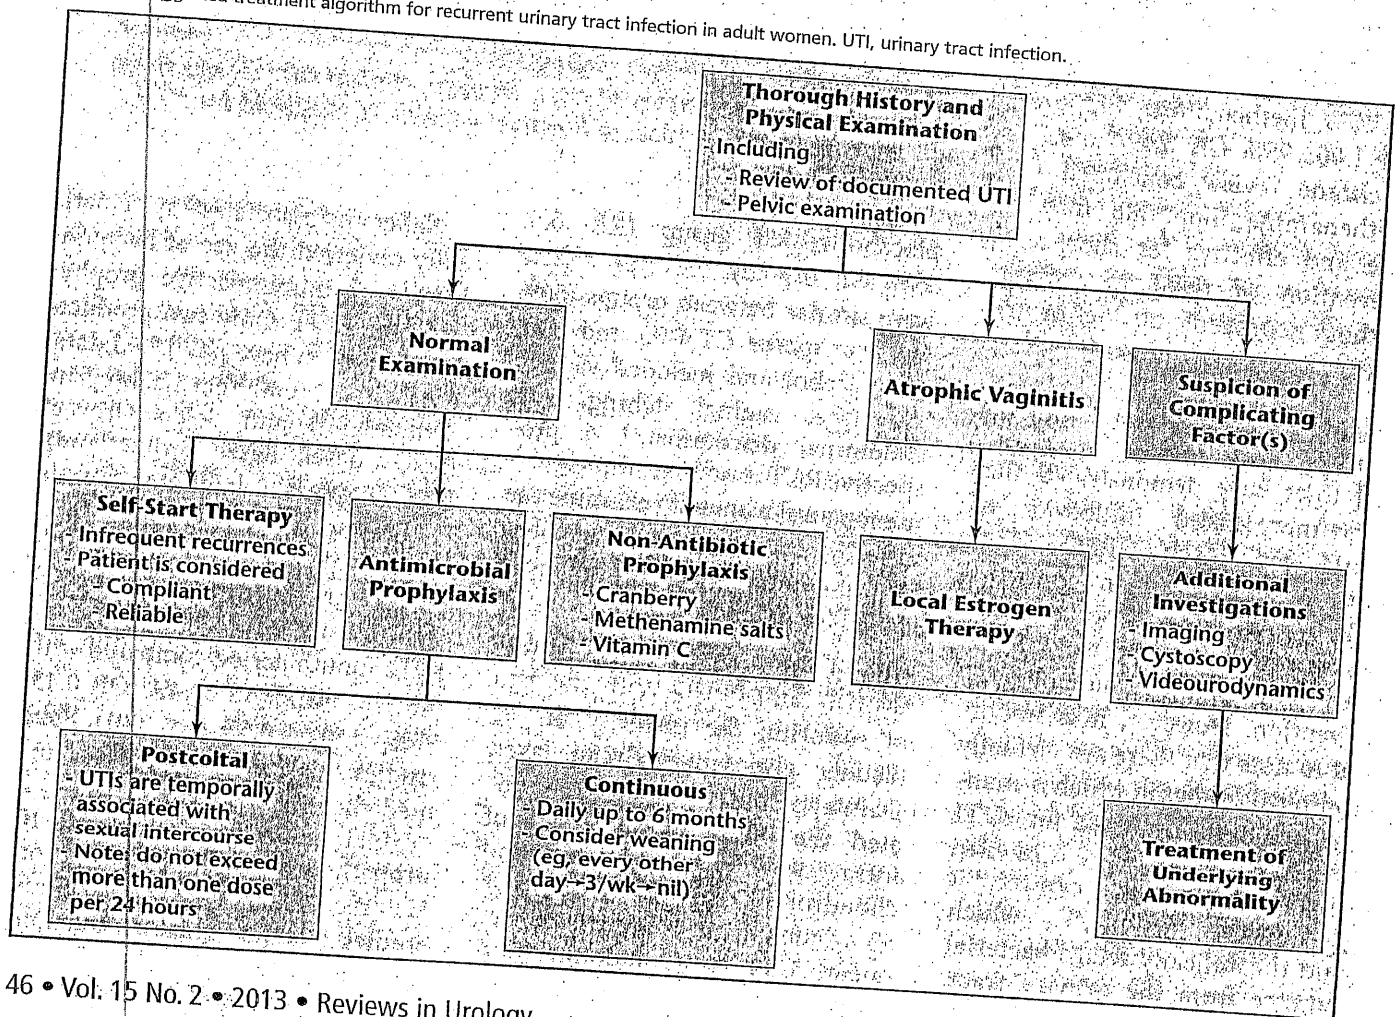 treatment algorithm for recurrent urinary tract infection in adult women. UTI, urinary tract infection.
Thorough History and
Physical Examination
- Including
- Review of documented UTI
- Pelvic examination
Normal
Examination
Atrophic Vaginitis
Suspicion of
Complicating
Factor(s)
Self-Start Therapy
- Infrequent recurrences
- Patient is considered
- Compliant
- Reliable
Antimicrobial
Prophylaxis
Non-Antibiotic
Prophylaxis
- Cranberry
- Methenamine salts
- Vitamin C
Local Estrogen
Therapy
Additional
Investigations
- Imaging
- Cystoscopy
- Videourodynamics
Postcoital
- UTIs are temporally
associated with
sexual intercourse
- Note: do not exceed
more than one dose
per 24 hours
Continuous
- Daily up to 6 months
- Consider weaning
(eg, every other
day→3/wk→nil)
Treatment of
Underlying
Abnormality
46 • Vol. 15 No. 2 • 2013 • Reviews in Urology